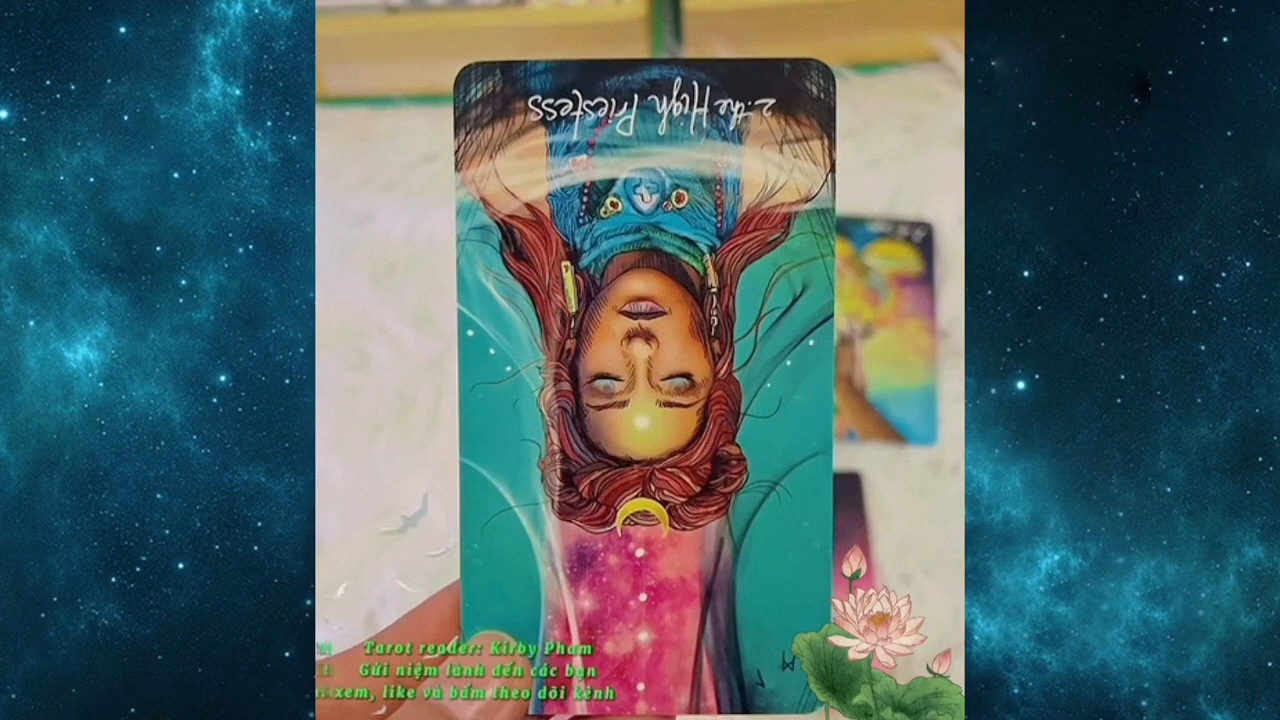 2. the High Priestess
Tarot reader: Kirby Pham
Gửi niệm lành đến các bạn
xem, like và bấm theo dõi kênh